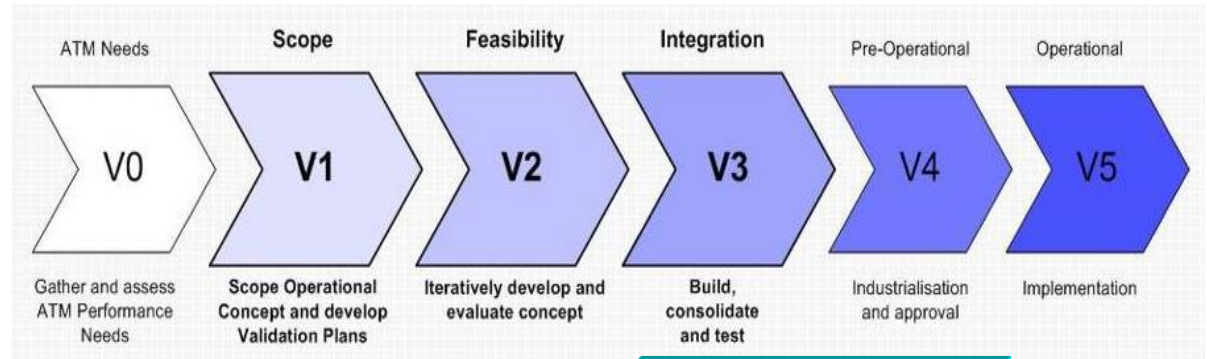 ATM Needs
Scope
Feasibility
Integration
Pre-Operational
Operational
V0
V1
V2
V3
V4
V5
Gather and assess
ATM Performance
Needs
Scope Operational
Concept and develop
Validation Plans
Iteratively develop and
evaluate concept
Build,
consolidate
and test
Industrialisation
and approval
Implementation